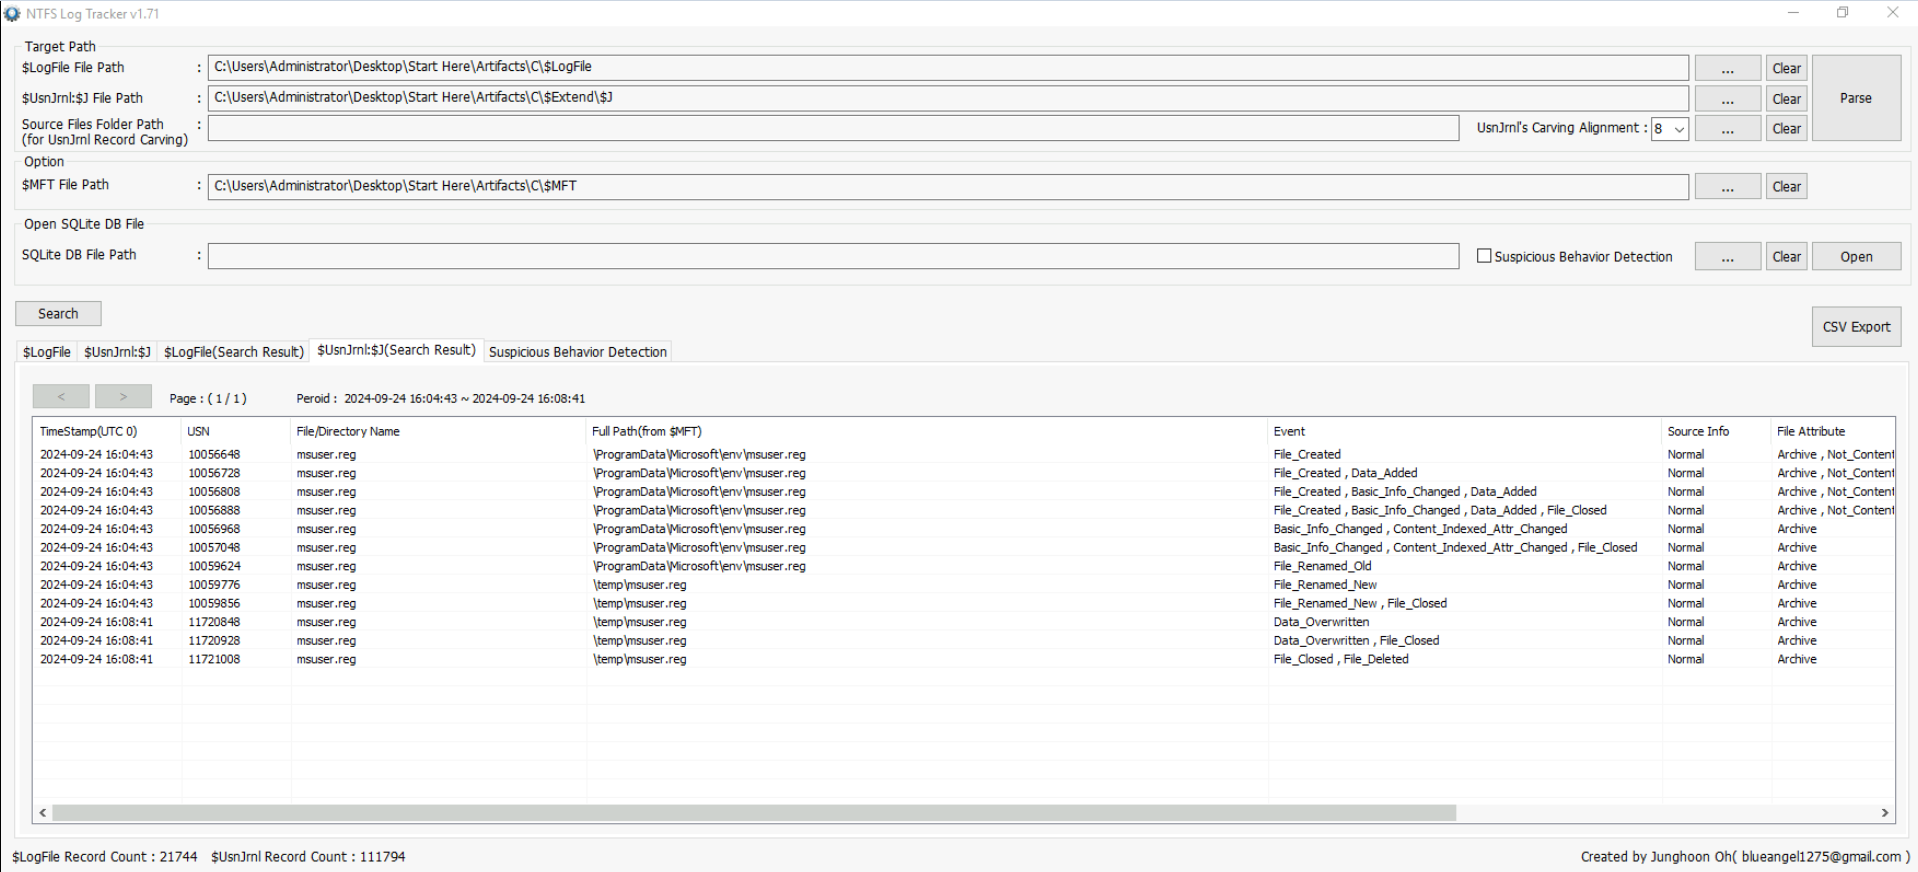 NTFS Log Tracker v1.71
Target Path
$LogFile File Path : C:\Users\Administrator\Desktop\Start Here\Artifacts\C\$LogFile ... Clear
$UsnJrnl:$J File Path : C:\Users\Administrator\Desktop\Start Here\Artifacts\C\$Extend\$J ... Clear Parse
Source Files Folder Path : UsnJrnl's Carving Alignment : 8 ... Clear
(for UsnJrnl Record Carving)
Option
$MFT File Path : C:\Users\Administrator\Desktop\Start Here\Artifacts\C\$MFT ... Clear
Open SQLite DB File
SQLite DB File Path : Suspicious Behavior Detection ... Clear Open
Search
CSV Export
$LogFile $UsnJrnl:$J $LogFile(Search Result) $UsnJrnl:$J(Search Result) Suspicious Behavior Detection
< > Page : ( 1 / 1 ) Peroid : 2024-09-24 16:04:43 ~ 2024-09-24 16:08:41
TimeStamp(UTC 0) USN File/Directory Name Full Path(from $MFT) Event Source Info File Attribute
2024-09-24 16:04:43 10056648 msuser.reg \ProgramData\Microsoft\env\msuser.reg File_Created Normal Archive , Not_Content
2024-09-24 16:04:43 10056728 msuser.reg \ProgramData\Microsoft\env\msuser.reg File_Created , Data_Added Normal Archive , Not_Content
2024-09-24 16:04:43 10056808 msuser.reg \ProgramData\Microsoft\env\msuser.reg File_Created , Basic_Info_Changed , Data_Added Normal Archive , Not_Content
2024-09-24 16:04:43 10056888 msuser.reg \ProgramData\Microsoft\env\msuser.reg File_Created , Basic_Info_Changed , Data_Added , File_Closed Normal Archive , Not_Content
2024-09-24 16:04:43 10056968 msuser.reg \ProgramData\Microsoft\env\msuser.reg Basic_Info_Changed , Content_Indexed_Attr_Changed Normal Archive
2024-09-24 16:04:43 10057048 msuser.reg \ProgramData\Microsoft\env\msuser.reg Basic_Info_Changed , Content_Indexed_Attr_Changed , File_Closed Normal Archive
2024-09-24 16:04:43 10059624 msuser.reg \ProgramData\Microsoft\env\msuser.reg File_Renamed_Old Normal Archive
2024-09-24 16:04:43 10059776 msuser.reg \temp\msuser.reg File_Renamed_New Normal Archive
2024-09-24 16:04:43 10059856 msuser.reg \temp\msuser.reg File_Renamed_New , File_Closed Normal Archive
2024-09-24 16:08:41 11720848 msuser.reg \temp\msuser.reg Data_Overwritten Normal Archive
2024-09-24 16:08:41 11720928 msuser.reg \temp\msuser.reg Data_Overwritten , File_Closed Normal Archive
2024-09-24 16:08:41 11721008 msuser.reg \temp\msuser.reg File_Closed , File_Deleted Normal Archive
$LogFile Record Count : 21744 $UsnJrnl Record Count : 111794 Created by Junghoon Oh( blueangel1275@gmail.com )